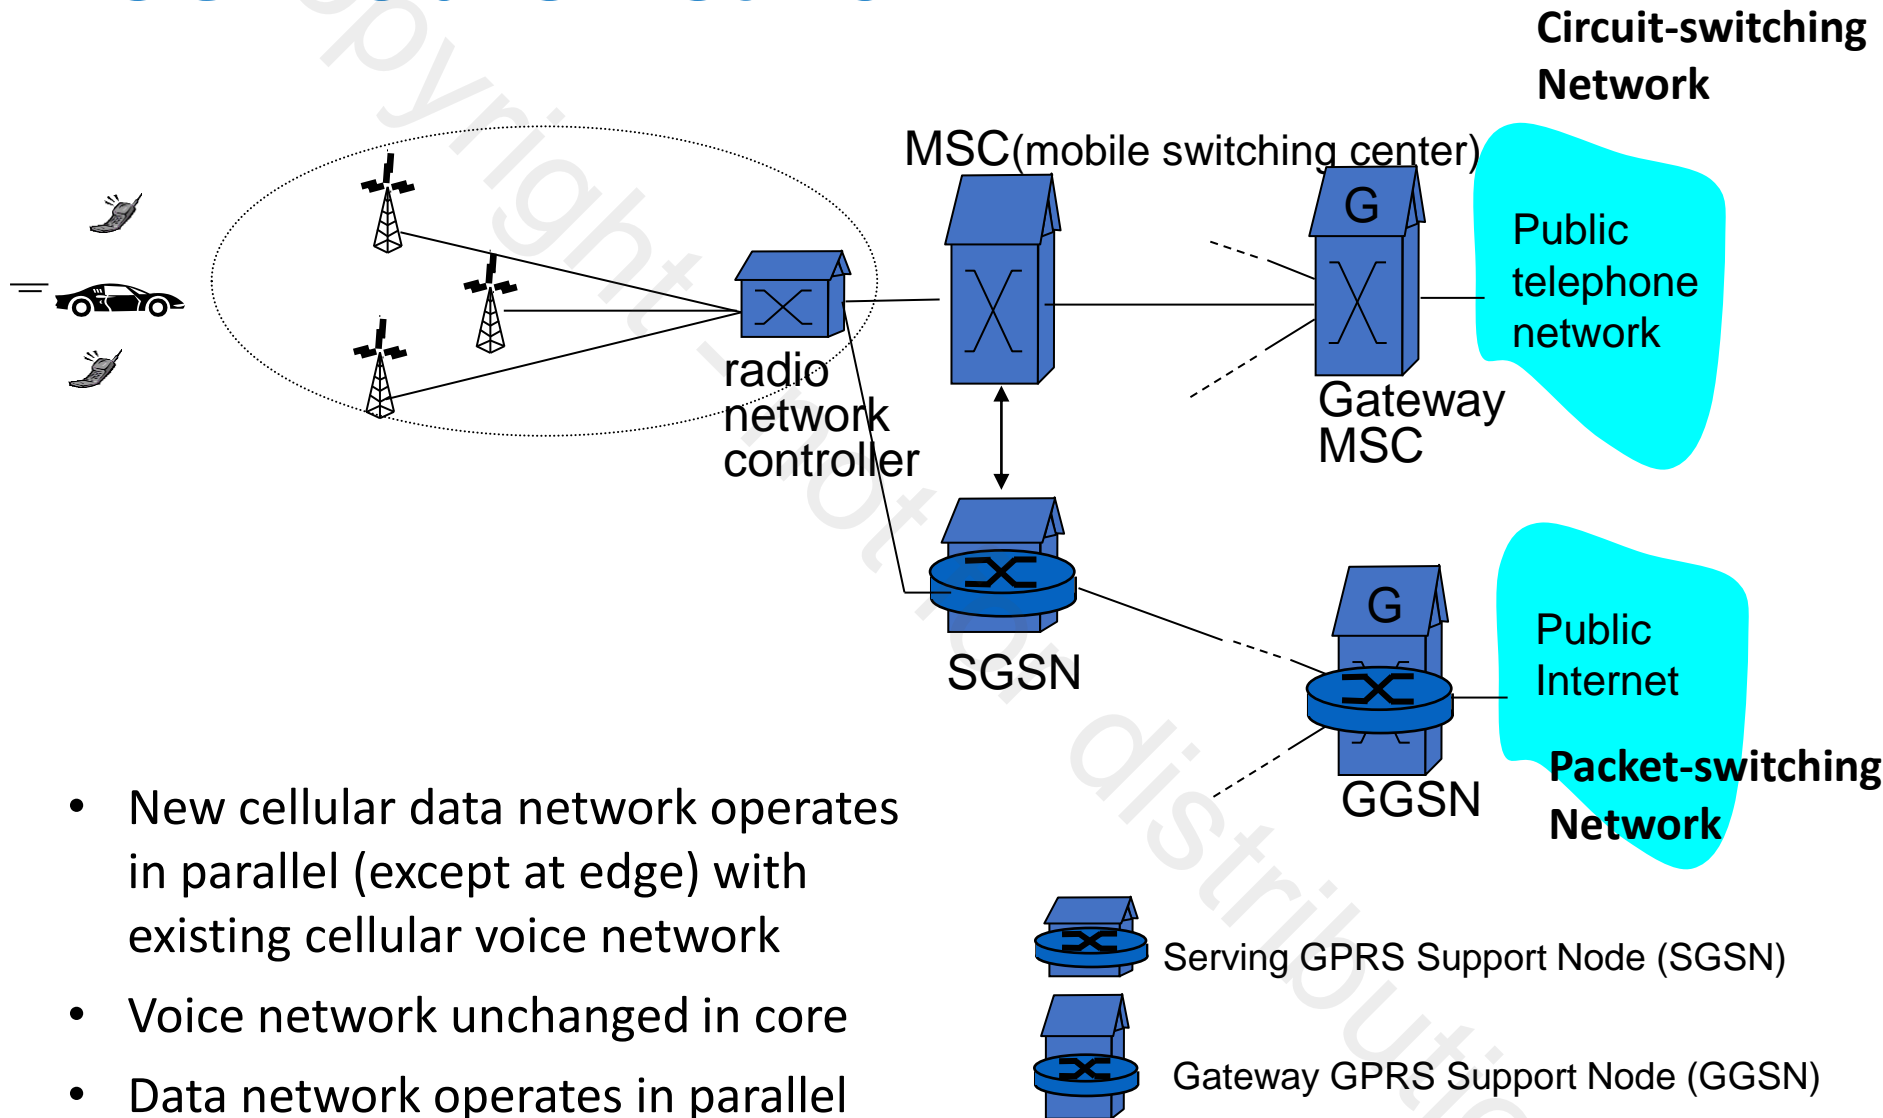 Circuit-switching
Network
MSC(mobile switching center)
G
Public
telephone
network
radio
network
controller
Gateway
MSC
SGSN
G
Public
Internet
GGSN
Packet-switching
Network
• New cellular data network operates
in parallel (except at edge) with
existing cellular voice network
• Voice network unchanged in core
• Data network operates in parallel
Serving GPRS Support Node (SGSN)
Gateway GPRS Support Node (GGSN)